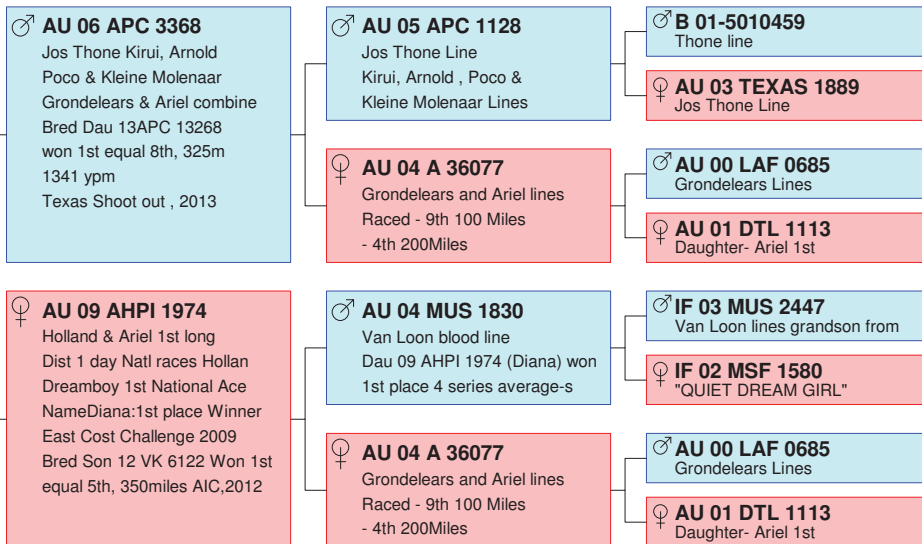 AU 06 APC 3368
Jos Thone Kirui, Arnold
Poco & Kleine Molenaar
Grondelears & Ariel combine
Bred Dau 13APC 13268
won 1st equal 8th, 325m
1341 ypm
Texas Shoot out , 2013
AU 09 AHPI 1974
Holland & Ariel 1st long
Dist 1 day Natl races Hollan
Dreamboy 1st National Ace
NameDiana:1st place Winner
East Cost Challenge 2009
Bred Son 12 VK 6122 Won 1st
equal 5th, 350miles AIC,2012
AU 05 APC 1128
Jos Thone Line
Kirui, Arnold , Poco &
Kleine Molenaar Lines
AU 04 A 36077
Grondelears and Ariel lines
Raced - 9th 100 Miles
- 4th 200Miles
AU 04 MUS 1830
Van Loon blood line
Dau 09 AHPI 1974 (Diana) won
1st place 4 series average-s
AU 04 A 36077
Grondelears and Ariel lines
Raced - 9th 100 Miles
- 4th 200Miles
B 01-5010459
Thone line
AU 03 TEXAS 1889
Jos Thone Line
AU 00 LAF 0685
Grondelears Lines
AU 01 DTL 1113
Daughter- Ariel 1st
IF 03 MUS 2447
Van Loon lines grandson from
IF 02 MSF 1580
"QUIET DREAM GIRL"
AU 00 LAF 0685
Grondelears Lines
AU 01 DTL 1113
Daughter- Ariel 1st